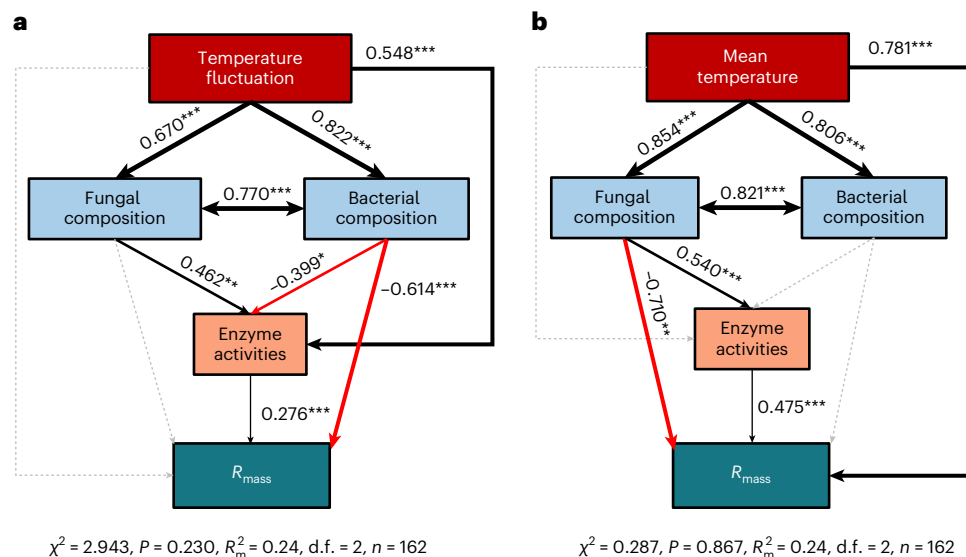 a
Temperature
fluctuation
0.548***
0.670***
0.822***
Fungal
composition
0.770***
Bacterial
composition
0.462**
−0.399*
−0.614***
Enzyme
activities
0.276***
Rmass
χ² = 2.943, P = 0.230, R²m = 0.24, d.f. = 2, n = 162
b
Mean
temperature
0.781***
0.854***
0.806***
Fungal
composition
0.821***
Bacterial
composition
−0.710**
0.540***
Enzyme
activities
0.475***
Rmass
χ² = 0.287, P = 0.867, R²m = 0.24, d.f. = 2, n = 162